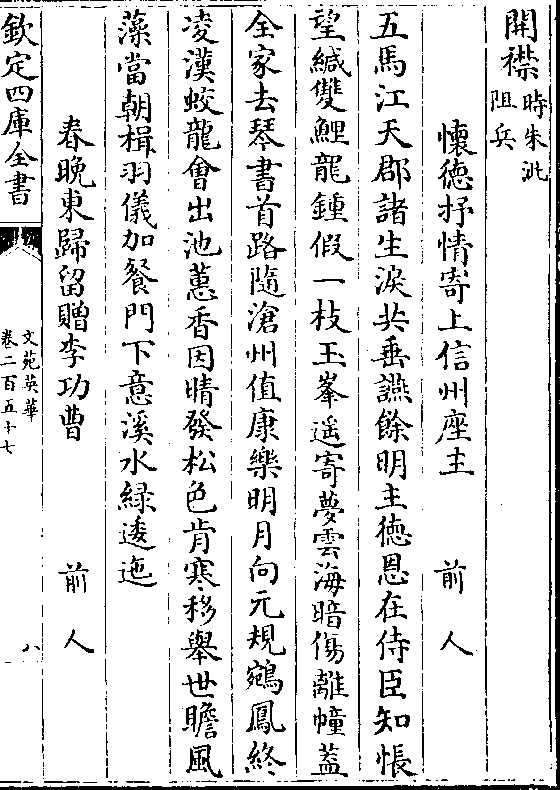 開襟時朱泚
阻兵
懷德抒情寄上信州座主　前人
五馬江天郡諸生淚共垂讌餘明主德恩在侍臣知悵
望緘雙鯉龍鍾假一枝玉峯遥寄夢雲海暗傷離幢蓋
全家去琴書首路隨滄州值康樂明月向元規鵷鳳終
凌漢蛟龍會出池蕙香因晴發松色肯寒移舉世瞻風
藻當朝揖羽儀加餐門下意溪水緑逶迤
春晚東歸留贈李功曹　前人
欽定四庫全書
文苑英華
卷二百五十七
八